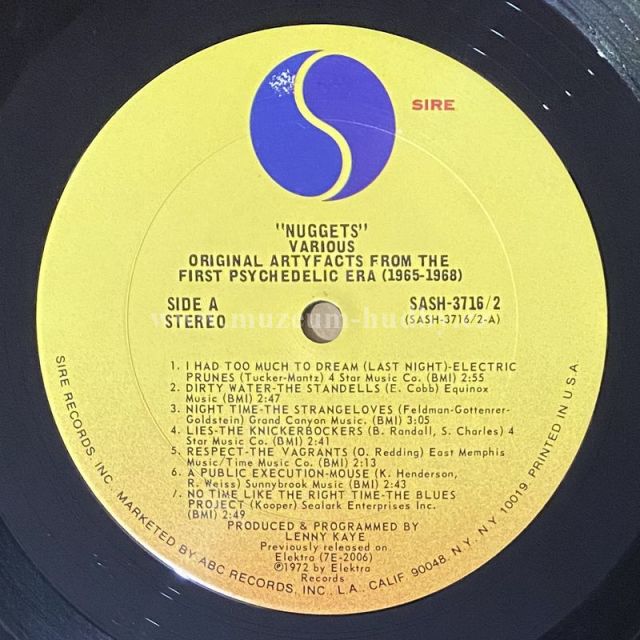 SIRE
"NUGGETS"
VARIOUS
ORIGINAL ARTYFACTS FROM THE
FIRST PSYCHEDELIC ERA (1965-1968)
SIDE A
STEREO
SASH-3716/2
(SASH-3716/2-A)
1. I HAD TOO MUCH TO DREAM (LAST NIGHT)-ELECTRIC
PRUNES (Tucker-Mantz) 4 Star Music Co. (BMI) 2:55
2. DIRTY WATER-THE STANDELLS (E. Cobb) Equinox
Music (BMI) 2:47
3. NIGHT TIME-THE STRANGELOVES (Feldman-Gottenrer-
Goldstein) Grand Canyon Music. (BMI) 3:05
4. LIES-THE KNICKERBOCKERS (B. Randall, S. Charles) 4
Star Music Co. (BMI) 2:41
5. RESPECT-THE VAGRANTS (O. Redding) East Memphis
Music/Time Music Co. (BMI) 2:13
6. A PUBLIC EXECUTION-MOUSE (K. Henderson,
R. Weiss) Sunnybrook Music (BMI) 2:43
7. NO TIME LIKE THE RIGHT TIME-THE BLUES
PROJECT (Kooper) Sealark Enterprises Inc.
(BMI) 2:49
PRODUCED & PROGRAMMED BY
LENNY KAYE
Previously released on
Elektra (7E-2006)
©1972 by Elektra
Records
SIRE RECORDS, INC. MARKETED BY ABC RECORDS, INC., L.A., CALIF. 90048, N.Y., N.Y. 10019. PRINTED IN U.S.A.